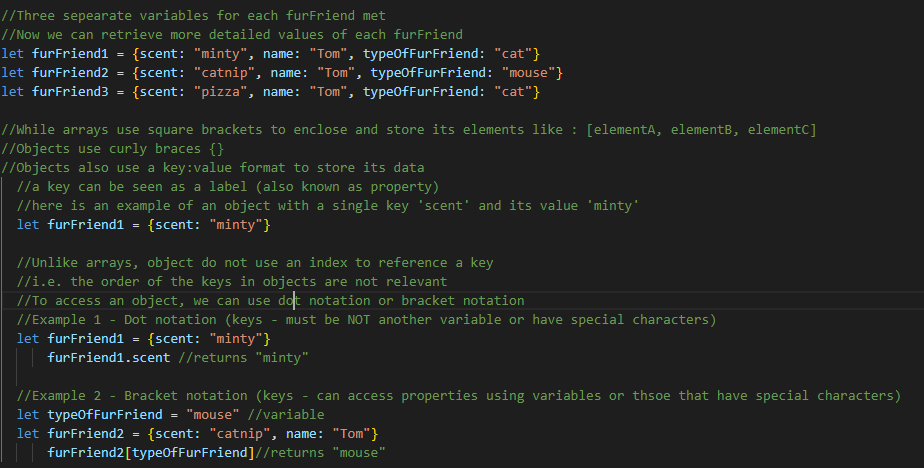 //Three sepearate variables for each furFriend met
//Now we can retrieve more detailed values of each furFriend
let furFriend1 = {scent: "minty", name: "Tom", typeOfFurFriend: "cat"}
let furFriend2 = {scent: "catnip", name: "Tom", typeOfFurFriend: "mouse"}
let furFriend3 = {scent: "pizza", name: "Tom", typeOfFurFriend: "cat"}
//While arrays use square brackets to enclose and store its elements like : [elementA, elementB, elementC]
//Objects use curly braces {}
//Objects also use a key:value format to store its data
//a key can be seen as a label (also known as property)
//here is an example of an object with a single key 'scent' and its value 'minty'
let furFriend1 = {scent: "minty"}
//Unlike arrays, object do not use an index to reference a key
//i.e. the order of the keys in objects are not relevant
//To access an object, we can use dot notation or bracket notation
//Example 1 - Dot notation (keys - must be NOT another variable or have special characters)
let furFriend1 = {scent: "minty"}
furFriend1.scent //returns "minty"
//Example 2 - Bracket notation (keys - can access properties using variables or thsoe that have special characters)
let typeOfFurFriend = "mouse" //variable
let furFriend2 = {scent: "catnip", name: "Tom"}
furFriend2[typeOfFurFriend]//returns "mouse"